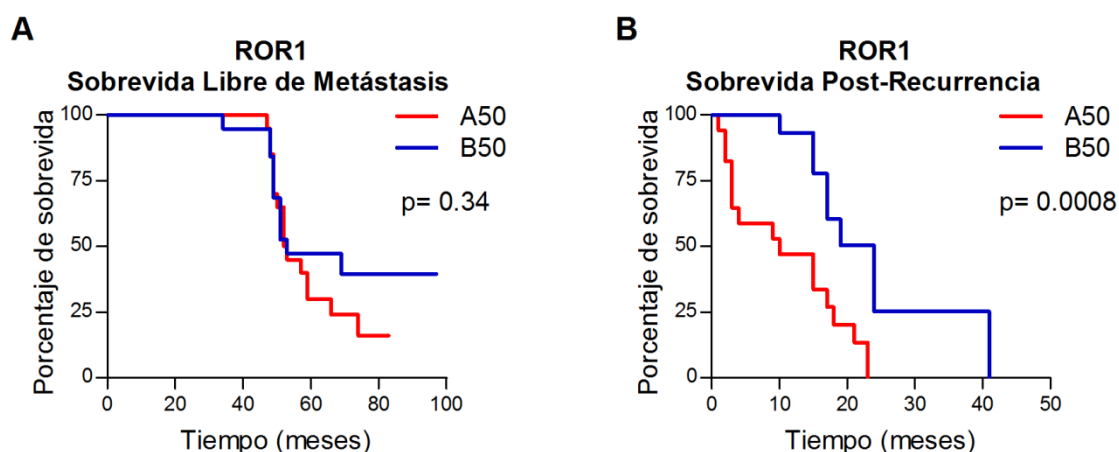 A
ROR1
Sobrevida Libre de Metástasis
Porcentaje de sobrevida
100
75
50
25
0
0 20 40 60 80 100
Tiempo (meses)
A50
B50
p= 0.34
B
ROR1
Sobrevida Post-Recurrencia
Porcentaje de sobrevida
100
75
50
25
0
0 10 20 30 40 50
Tiempo (meses)
A50
B50
p= 0.0008